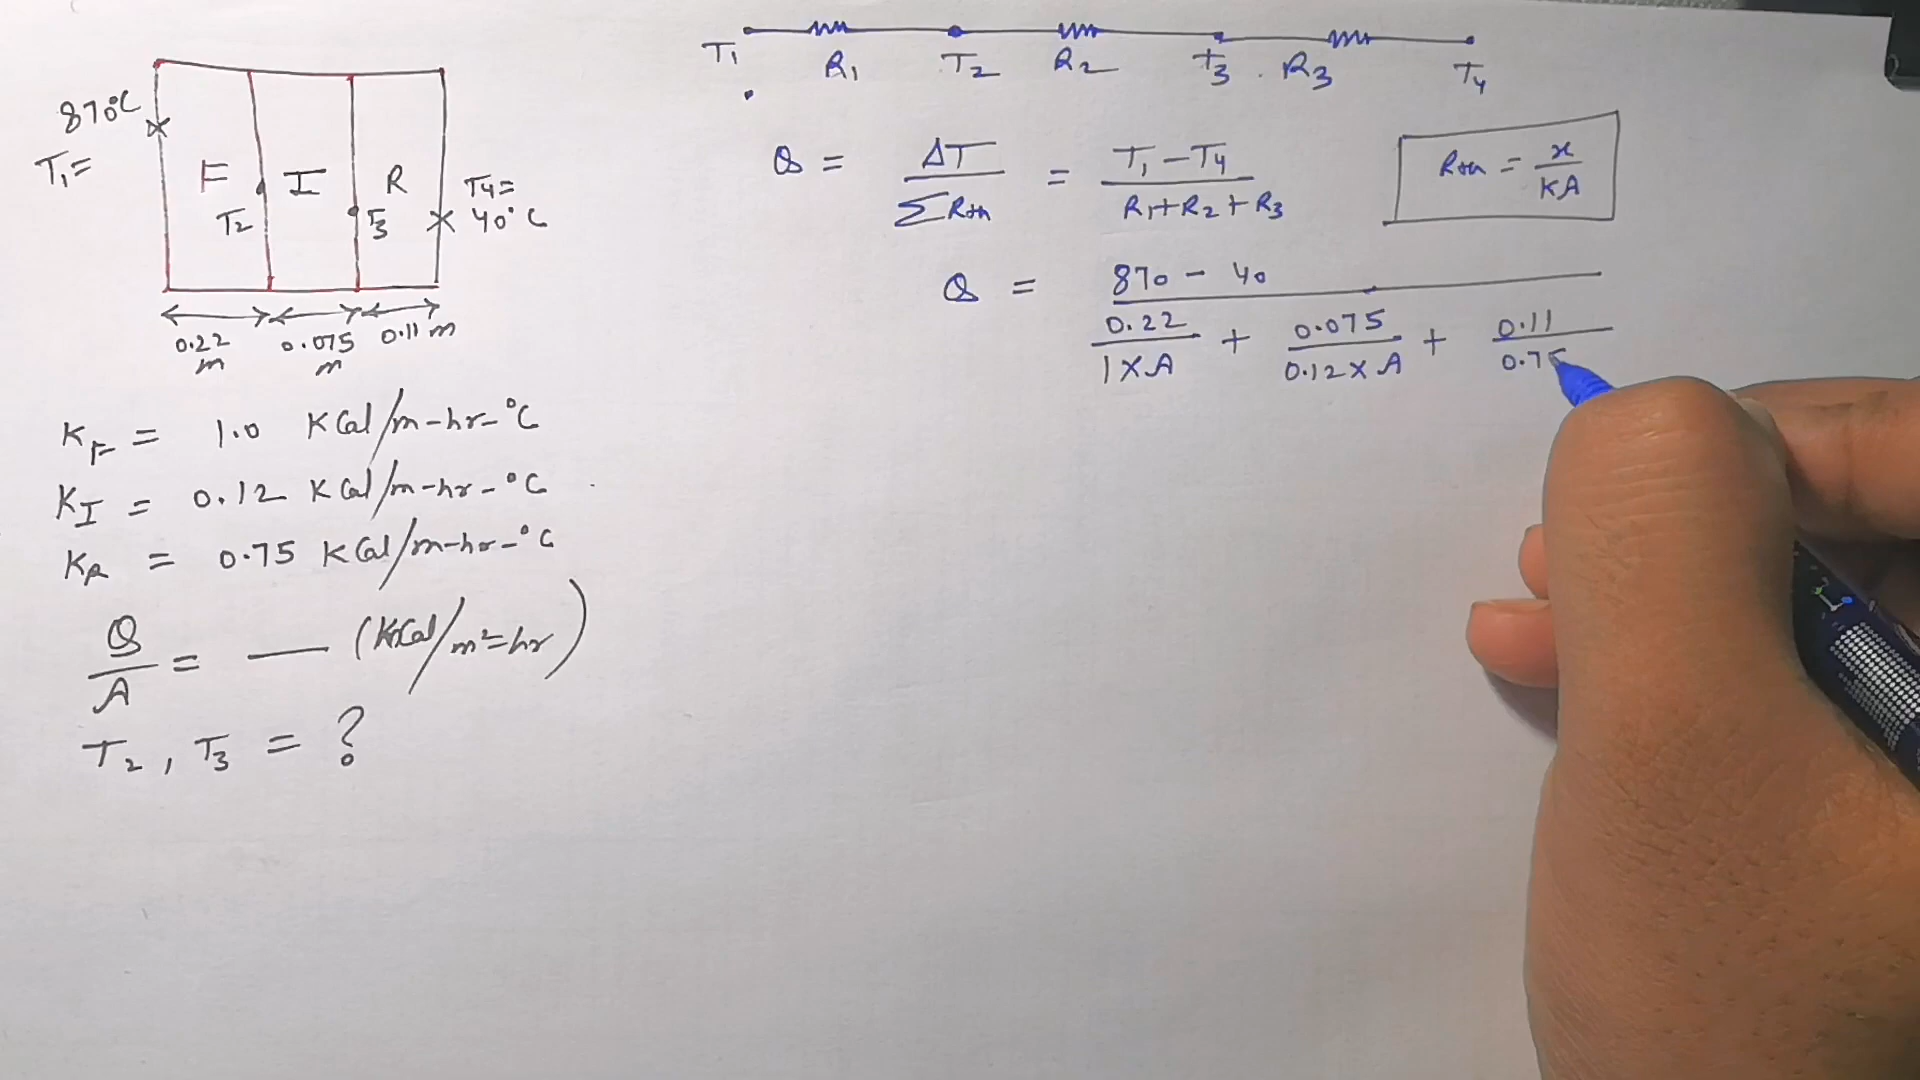 870°C
T₁=
F I R
T₂ T₃
T₄=
40°C
0.22 m 0.075 m 0.11 m
K_F = 1.0 KCal/m-hr-°C
K_I = 0.12 KCal/m-hr-°C
K_R = 0.75 KCal/m-hr-°C
Q/A = — (KCal/m²-hr)
T₂, T₃ = ?
T₁ R₁ T₂ R₂ T₃ R₃ T₄
Q = ΔT/ΣRth = T₁-T₄/R₁+R₂+R₃
Rth = x/KA
Q = 870 - 40
0.22/1×A + 0.075/0.12×A + 0.11/0.75